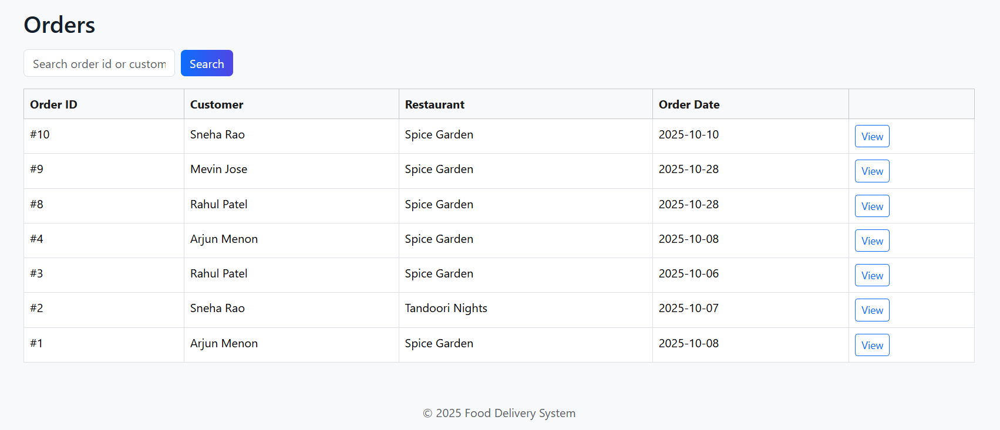 Orders
Search order id or custom
Search
Order ID Customer Restaurant Order Date
#10 Sneha Rao Spice Garden 2025-10-10 View
#9 Mevin Jose Spice Garden 2025-10-28 View
#8 Rahul Patel Spice Garden 2025-10-28 View
#4 Arjun Menon Spice Garden 2025-10-08 View
#3 Rahul Patel Spice Garden 2025-10-06 View
#2 Sneha Rao Tandoori Nights 2025-10-07 View
#1 Arjun Menon Spice Garden 2025-10-08 View
© 2025 Food Delivery System